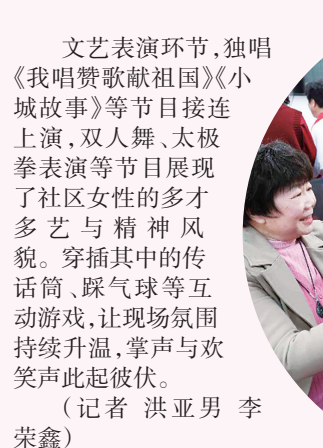 文艺表演环节,独唱
《我唱赞歌献祖国》《小
城故事》等节目接连
上演,双人舞、太极
拳表演等节目展现
了社区女性的多才
多艺与精神风
貌。穿插其中的传
话筒、踩气球等互
动游戏,让现场氛围
持续升温,掌声与欢
笑声此起彼伏。
(记者 洪亚男 李
荣鑫)